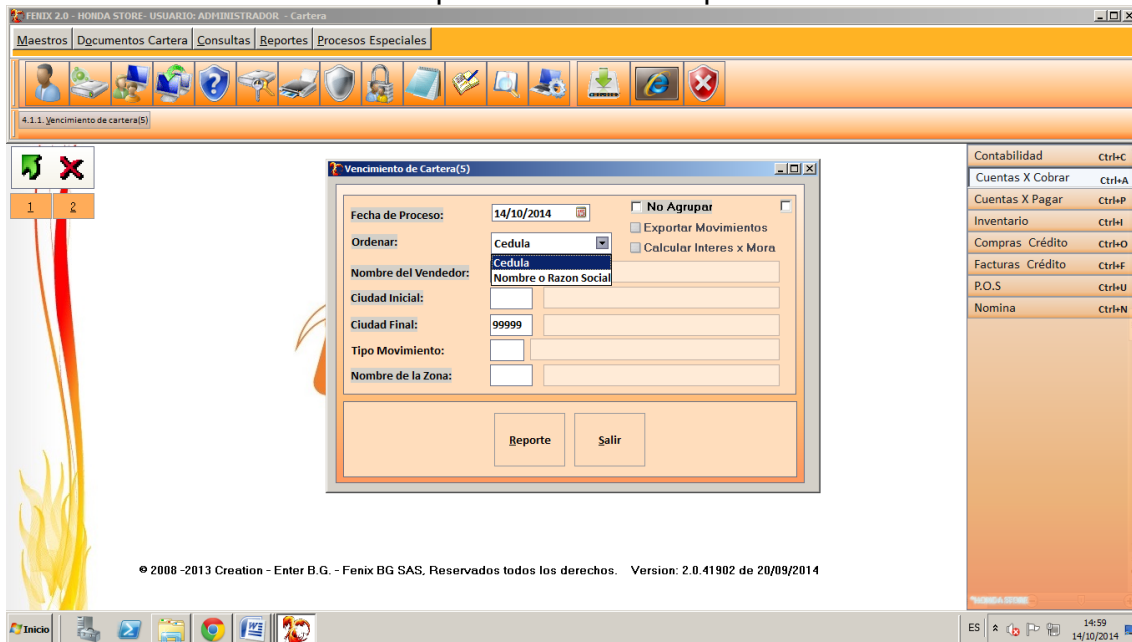 FENIX 2.0 - HONDA STORE- USUARIO: ADMINISTRADOR - Cartera
Maestros Documentos Cartera Consultas Reportes Procesos Especiales
4.1.1. Vencimiento de cartera(5)
1 2
Vencimiento de Cartera(5)
Fecha de Proceso: 14/10/2014 No Agrupar
Exportar Movimientos
Ordenar: Cedula Calcular Interes x Mora
Cedula
Nombre del Vendedor: Nombre o Razon Social
Ciudad Inicial:
Ciudad Final: 99999
Tipo Movimiento:
Nombre de la Zona:
Reporte Salir
Contabilidad Ctrl+C
Cuentas X Cobrar Ctrl+A
Cuentas X Pagar Ctrl+P
Inventario Ctrl+I
Compras Crédito Ctrl+O
Facturas Crédito Ctrl+F
P.O.S Ctrl+U
Nomina Ctrl+N
© 2008 -2013 Creation - Enter B.G. - Fenix BG SAS, Reservados todos los derechos. Version: 2.0.41902 de 20/09/2014
*HONDA STORE
Inicio ES 14:59
14/10/2014